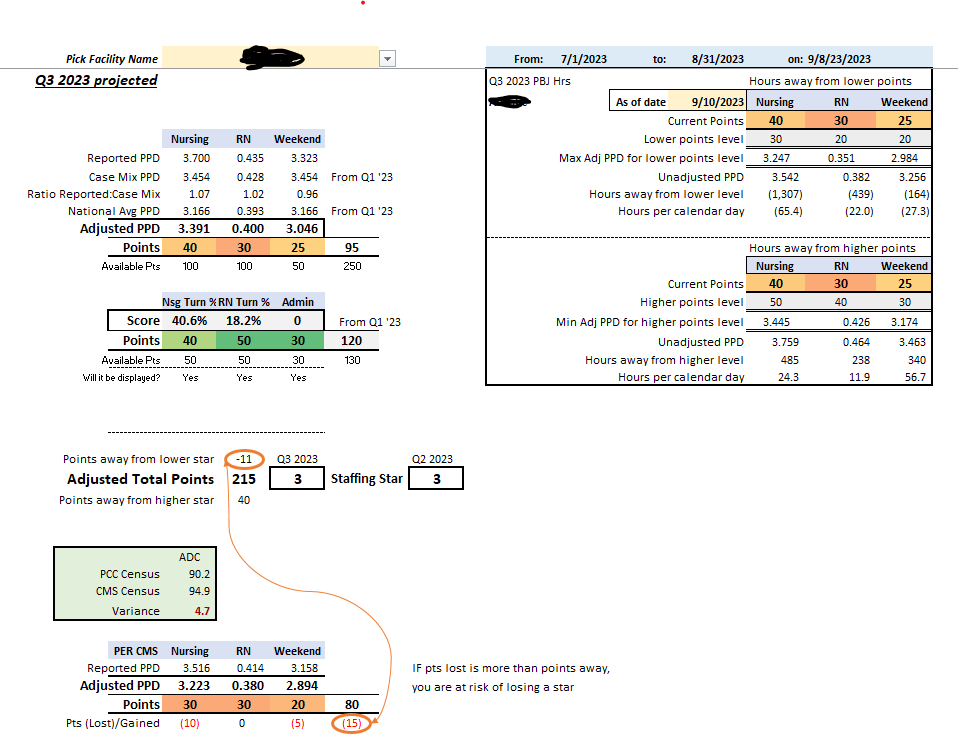 Pick Facility Name
Q3 2023 projected
Nursing RN Weekend
Reported PPD 3.700 0.435 3.323
Case Mix PPD 3.454 0.428 3.454 From Q1 '23
Ratio Reported:Case Mix 1.07 1.02 0.96
National Avg PPD 3.166 0.393 3.166 From Q1 '23
Adjusted PPD 3.391 0.400 3.046
Points 40 30 25 95
Available Pts 100 100 50 250
Nsg Turn % RN Turn % Admin
Score 40.6% 18.2% 0 From Q1 '23
Points 40 50 30 120
Available Pts 50 50 30 130
Will it be displayed? Yes Yes Yes
From: 7/1/2023 to: 8/31/2023 on: 9/8/23/2023
Q3 2023 PBJ Hrs Hours away from lower points
As of date 9/10/2023 Nursing RN Weekend
Current Points 40 30 25
Lower points level 30 20 20
Max Adj PPD for lower points level 3.247 0.351 2.984
Unadjusted PPD 3.542 0.382 3.256
Hours away from lower level (1,307) (439) (164)
Hours per calendar day (65.4) (22.0) (27.3)
Hours away from higher points
Nursing RN Weekend
Current Points 40 30 25
Higher points level 50 40 30
Min Adj PPD for higher points level 3.445 0.426 3.174
Unadjusted PPD 3.759 0.464 3.463
Hours away from higher level 485 238 340
Hours per calendar day 24.3 11.9 56.7
Points away from lower star -11 Q3 2023 Q2 2023
Adjusted Total Points 215 3 Staffing Star 3
Points away from higher star 40
ADC
PCC Census 90.2
CMS Census 94.9
Variance 4.7
PER CMS Nursing RN Weekend
Reported PPD 3.516 0.414 3.158
Adjusted PPD 3.223 0.380 2.894
Points 30 30 20 80
Pts (Lost)/Gained (10) 0 (5) (15)
IF pts lost is more than points away,
you are at risk of losing a star